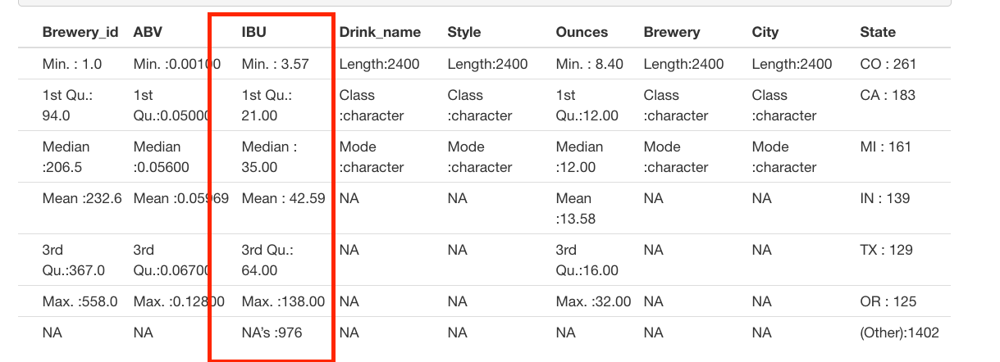 Brewery_id ABV IBU Drink_name Style Ounces Brewery City State
Min. : 1.0 Min. :0.00100 Min. : 3.57 Length:2400 Length:2400 Min. : 8.40 Length:2400 Length:2400 CO : 261
1st Qu.: 1st 1st Qu.: Class Class 1st Class Class CA : 183
94.0 Qu.:0.05000 21.00 :character :character Qu.:12.00 :character :character
Median Median Median : Mode Mode Median Mode Mode MI : 161
:206.5 :0.05600 35.00 :character :character :12.00 :character :character
Mean :232.6 Mean :0.05969 Mean : 42.59 NA NA Mean NA NA IN : 139
:13.58
3rd 3rd 3rd Qu.: NA NA 3rd NA NA TX : 129
Qu.:367.0 Qu.:0.06700 64.00 Qu.:16.00
Max. :558.0 Max. :0.12800 Max. :138.00 NA NA Max. :32.00 NA NA OR : 125
NA NA NA’s :976 NA NA NA NA NA (Other):1402